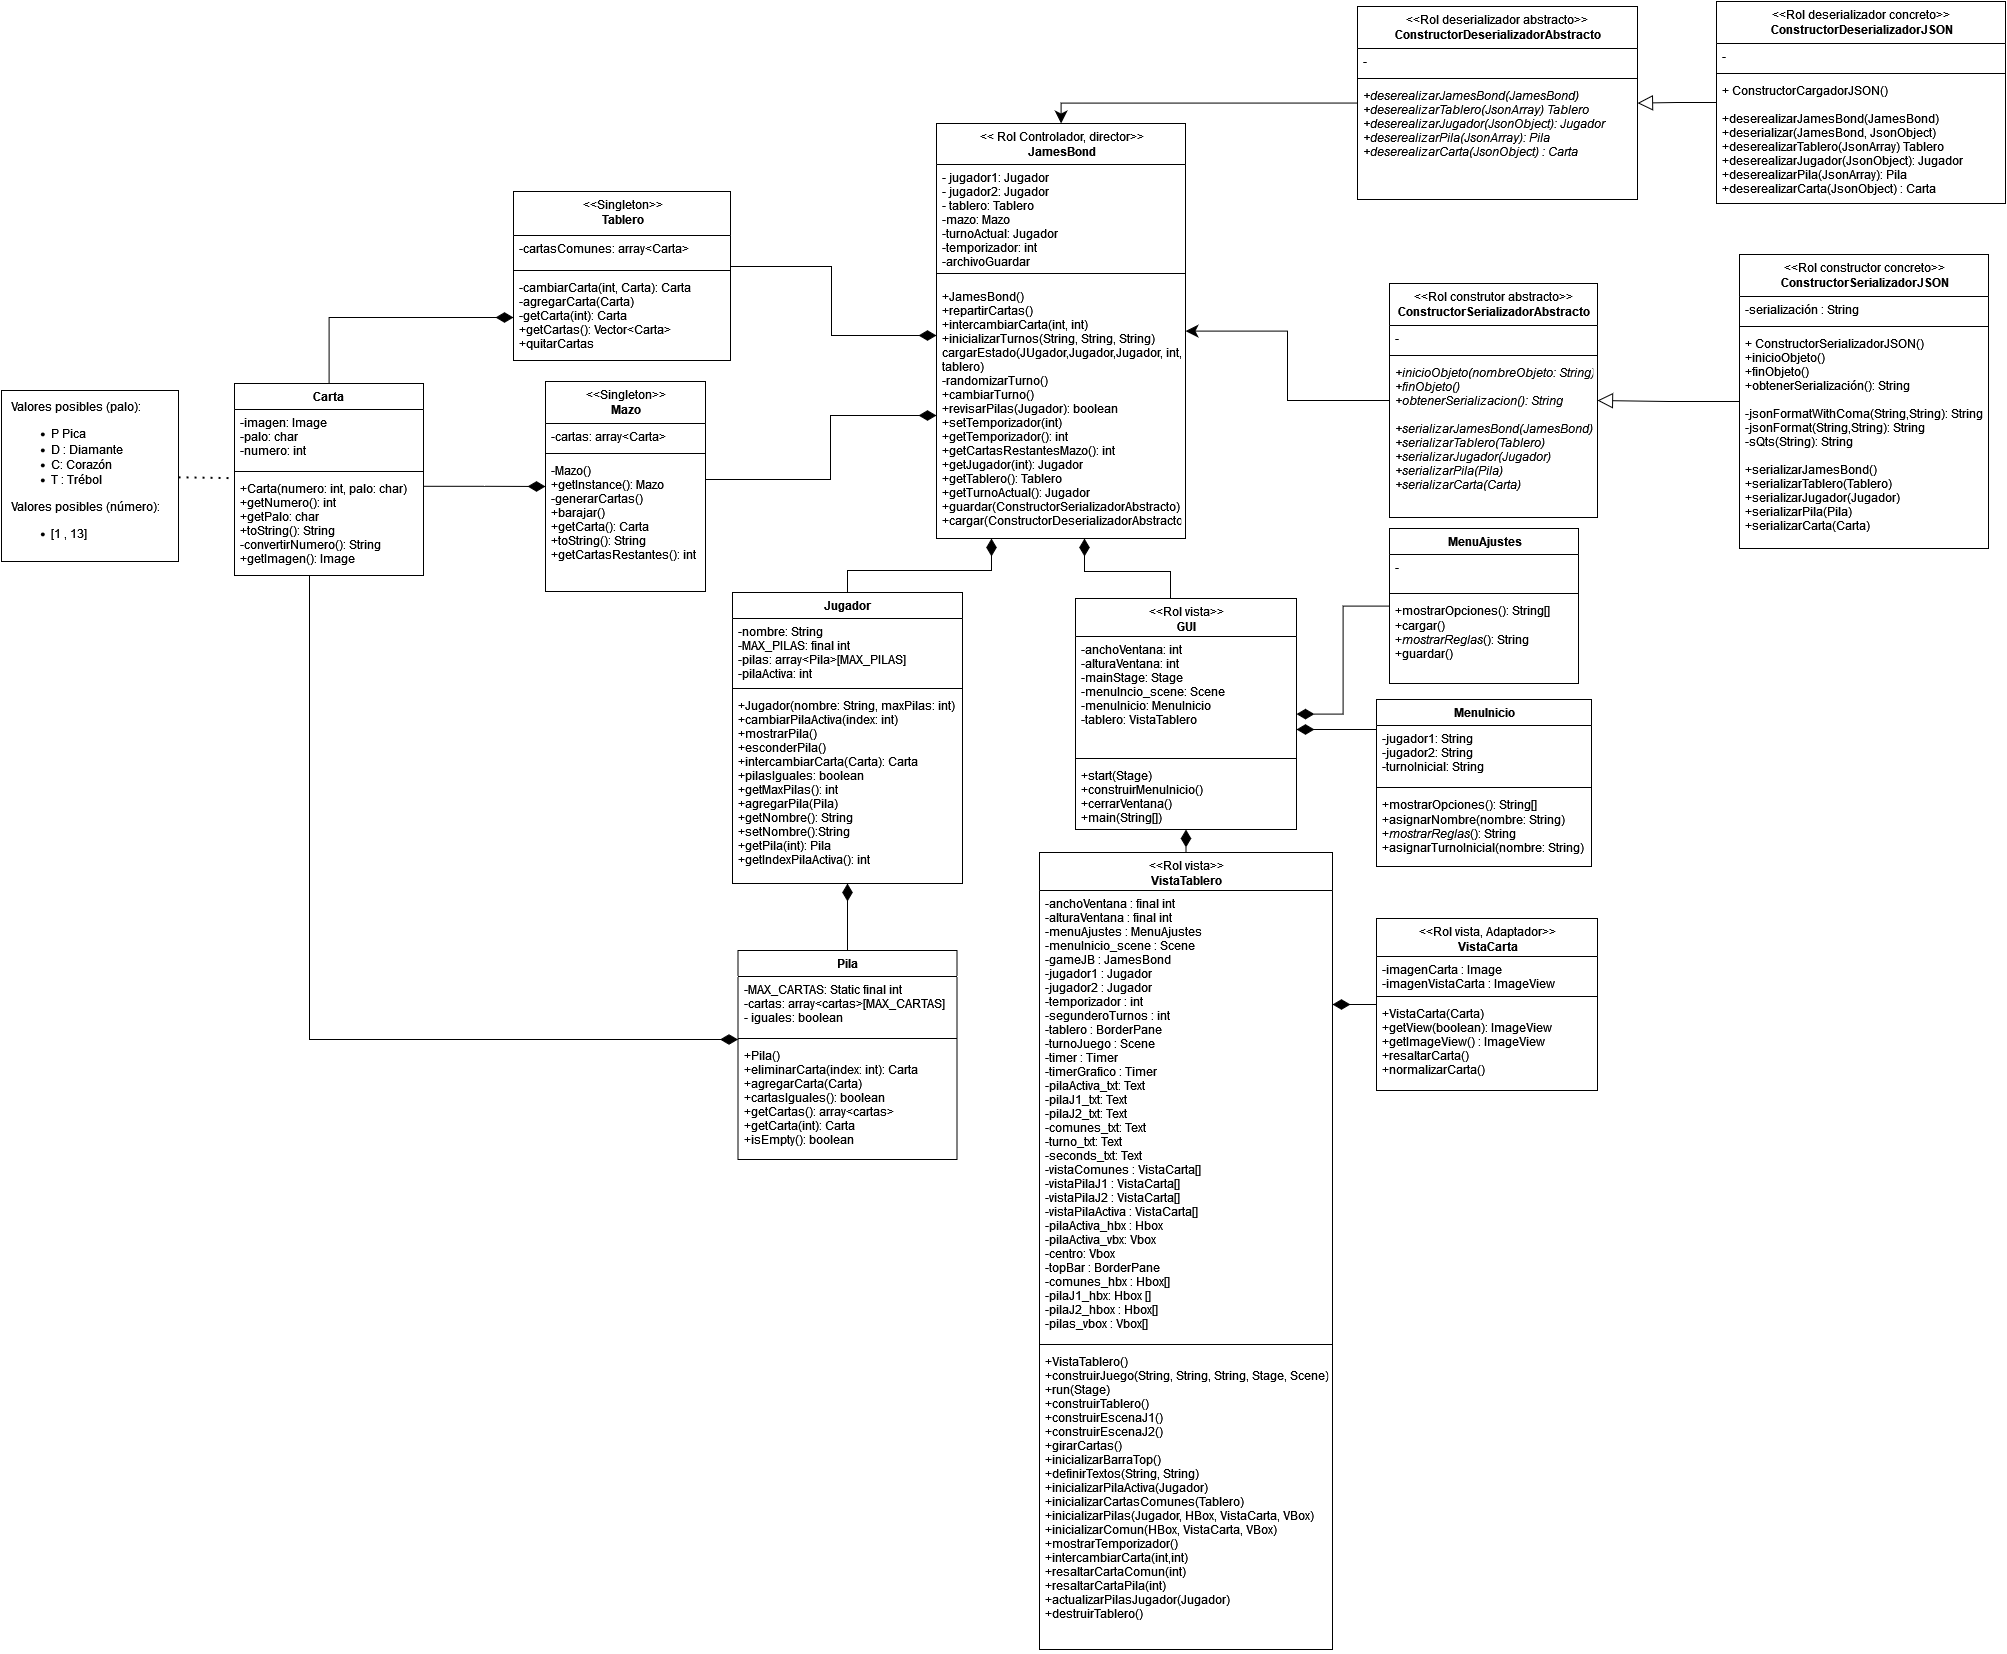 <<Rol deserializador abstracto>>
ConstructorDeserializadorAbstracto
-
+deserealizarJamesBond(JamesBond)
+deserealizarTablero(JsonArray) Tablero
+deserealizarJugador(JsonObject): Jugador
+deserealizarPila(JsonArray): Pila
+deserealizarCarta(JsonObject) : Carta
<<Rol deserializador concreto>>
ConstructorDeserializadorJSON
-
+ ConstructorCargadorJSON()
+deserealizarJamesBond(JamesBond)
+deserializar(JamesBond, JsonObject)
+deserealizarTablero(JsonArray) Tablero
+deserealizarJugador(JsonObject): Jugador
+deserealizarPila(JsonArray): Pila
+deserealizarCarta(JsonObject) : Carta
<< Rol Controlador, director>>
JamesBond
- jugador1: Jugador
- jugador2: Jugador
- tablero: Tablero
-mazo: Mazo
-turnoActual: Jugador
-temporizador: int
-archivoGuardar
+JamesBond()
+repartirCartas()
+intercambiarCarta(int, int)
+inicializarTurnos(String, String, String)
cargarEstado(JUgador,Jugador,Jugador, int,
tablero)
-randomizarTurno()
+cambiarTurno()
+revisarPilas(Jugador): boolean
+setTemporizador(int)
+getTemporizador(): int
+getCartasRestantesMazo(): int
+getJugador(int): Jugador
+getTablero(): Tablero
+getTurnoActual(): Jugador
+guardar(ConstructorSerializadorAbstracto)
+cargar(ConstructorDeserializadorAbstracto
<<Singleton>>
Tablero
-cartasComunes: array<Carta>
-cambiarCarta(int, Carta): Carta
-agregarCarta(Carta)
-getCarta(int): Carta
+getCartas(): Vector<Carta>
+quitarCartas
<<Rol construtor abstracto>>
ConstructorSerializadorAbstracto
-
+inicioObjeto(nombreObjeto: String)
+finObjeto()
+obtenerSerializacion(): String
+serializarJamesBond(JamesBond)
+serializarTablero(Tablero)
+serializarJugador(Jugador)
+serializarPila(Pila)
+serializarCarta(Carta)
<<Rol constructor concreto>>
ConstructorSerializadorJSON
-serialización : String
+ ConstructorSerializadorJSON()
+inicioObjeto()
+finObjeto()
+obtenerSerialización(): String
-jsonFormatWithComa(String,String): String
-jsonFormat(String,String): String
-sQts(String): String
+serializarJamesBond()
+serializarTablero(Tablero)
+serializarJugador(Jugador)
+serializarPila(Pila)
+serializarCarta(Carta)
Valores posibles (palo):
• P Pica
• D : Diamante
• C: Corazón
• T : Trébol
Valores posibles (número):
• [1 , 13]
Carta
-imagen: Image
-palo: char
-numero: int
+Carta(numero: int, palo: char)
+getNumero(): int
+getPalo: char
+toString(): String
-convertirNumero(): String
+getImagen(): Image
<<Singleton>>
Mazo
-cartas: array<Carta>
-Mazo()
+getInstance(): Mazo
-generarCartas()
+barajar()
+getCarta(): Carta
+toString(): String
+getCartasRestantes(): int
Jugador
-nombre: String
-MAX_PILAS: final int
-pilas: array<Pila>[MAX_PILAS]
-pilaActiva: int
+Jugador(nombre: String, maxPilas: int)
+cambiarPilaActiva(index: int)
+mostrarPila()
+esconderPila()
+intercambiarCarta(Carta): Carta
+pilasIguales: boolean
+getMaxPilas(): int
+agregarPila(Pila)
+getNombre(): String
+setNombre():String
+getPila(int): Pila
+getIndexPilaActiva(): int
<<Rol vista>>
GUI
-anchoVentana: int
-alturaVentana: int
-mainStage: Stage
-menuIncio_scene: Scene
-menuInicio: MenuInicio
-tablero: VistaTablero
+start(Stage)
+construirMenuInicio()
+cerrarVentana()
+main(String[])
MenuAjustes
-
+mostrarOpciones(): String[]
+cargar()
+mostrarReglas(): String
+guardar()
MenuInicio
-jugador1: String
-jugador2: String
-turnoInicial: String
+mostrarOpciones(): String[]
+asignarNombre(nombre: String)
+mostrarReglas(): String
+asignarTurnoInicial(nombre: String)
Pila
-MAX_CARTAS: Static final int
-cartas: array<cartas>[MAX_CARTAS]
- iguales: boolean
+Pila()
+eliminarCarta(index: int): Carta
+agregarCarta(Carta)
+cartasIguales(): boolean
+getCartas(): array<cartas>
+getCarta(int): Carta
+isEmpty(): boolean
<<Rol vista>>
VistaTablero
-anchoVentana : final int
-alturaVentana : final int
-menuAjustes : MenuAjustes
-menuInicio_scene : Scene
-gameJB : JamesBond
-jugador1 : Jugador
-jugador2 : Jugador
-temporizador : int
-segunderoTurnos : int
-tablero : BorderPane
-turnoJuego : Scene
-timer : Timer
-timerGrafico : Timer
-pilaActiva_txt: Text
-pilaJ1_txt: Text
-pilaJ2_txt: Text
-comunes_txt: Text
-turno_txt: Text
-seconds_txt: Text
-vistaComunes : VistaCarta[]
-vistaPilaJ1 : VistaCarta[]
-vistaPilaJ2 : VistaCarta[]
-vistaPilaActiva : VistaCarta[]
-pilaActiva_hbx : Hbox
-pilaActiva_vbx: Vbox
-centro: Vbox
-topBar : BorderPane
-comunes_hbx : Hbox[]
-pilaJ1_hbx: Hbox []
-pilaJ2_hbox : Hbox[]
-pilas_vbox : Vbox[]
+VistaTablero()
+construirJuego(String, String, String, Stage, Scene)
+run(Stage)
+construirTablero()
+construirEscenaJ1()
+construirEscenaJ2()
+girarCartas()
+inicializarBarraTop()
+definirTextos(String, String)
+inicializarPilaActiva(Jugador)
+inicializarCartasComunes(Tablero)
+inicializarPilas(Jugador, HBox, VistaCarta, VBox)
+inicializarComun(HBox, VistaCarta, VBox)
+mostrarTemporizador()
+intercambiarCarta(int,int)
+resaltarCartaComun(int)
+resaltarCartaPila(int)
+actualizarPilasJugador(Jugador)
+destruirTablero()
<<Rol vista, Adaptador>>
VistaCarta
-imagenCarta : Image
-imagenVistaCarta : ImageView
+VistaCarta(Carta)
+getView(boolean): ImageView
+getImageView() : ImageView
+resaltarCarta()
+normalizarCarta()